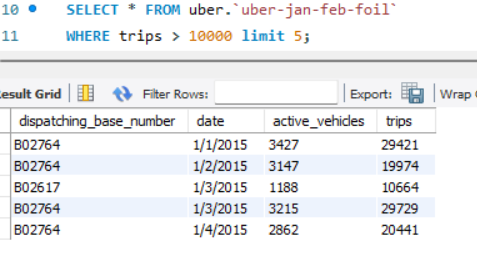 10 SELECT * FROM uber.`uber-jan-feb-foil`
11 WHERE trips > 10000 limit 5;
Result Grid Filter Rows: Export: Wrap
dispatching_base_number date active_vehicles trips
B02764 1/1/2015 3427 29421
B02764 1/2/2015 3147 19974
B02617 1/3/2015 1188 10664
B02764 1/3/2015 3215 29729
B02764 1/4/2015 2862 20441